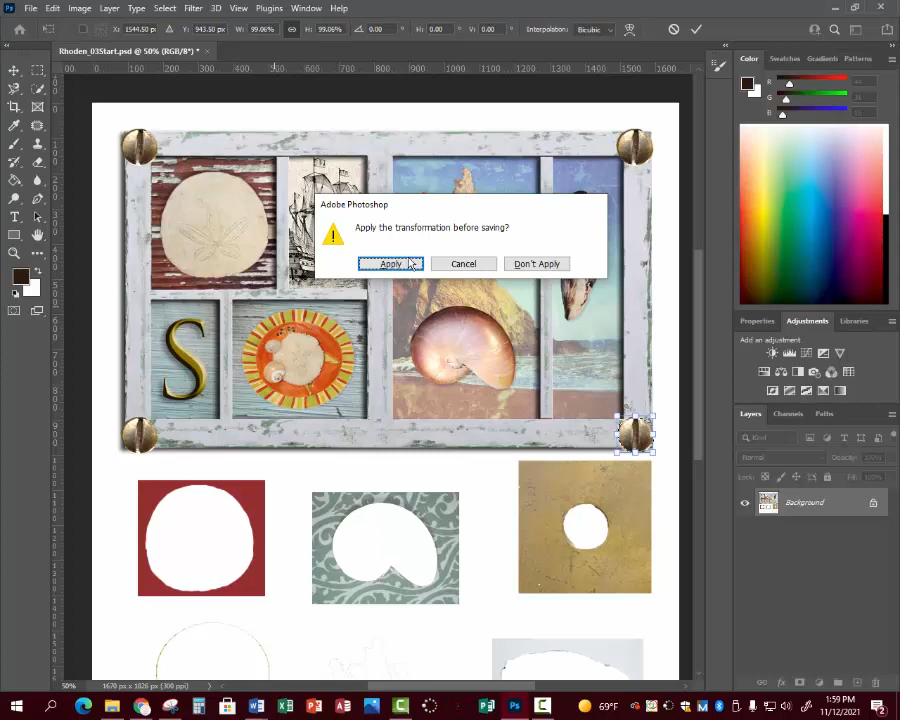 File Edit Image Layer Type Select Filter 3D View Plugins Window Help
X: 1544.50 px Y: 943.50 px W: 99.06% H: 99.06% 0.00 H: 0.00 V: 0.00 Interpolation: Bicubic
Rhoden_03Start.psd @ 50% (RGB/8*) *
Color Swatches Gradients Patterns
R
G
B
Adobe Photoshop
Apply the transformation before saving?
Apply Cancel Don't Apply
S
Properties Adjustments Libraries
Add an adjustment
Layers Channels Paths
Kind
Normal Opacity: 100%
Lock: Fill: 100%
Background
50% 1670 px x 1826 px (300 ppi)
69°F
1:59 PM
11/12/2021